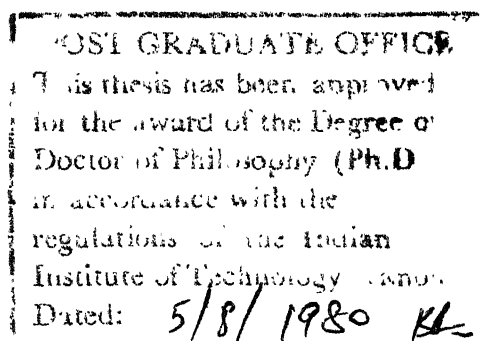 POST GRADUATE OFFICE
This thesis has been approved
for the award of the Degree of
Doctor of Philosophy (Ph.D
in accordance with the
regulations of the Indian
Institute of Technology
Dated: 5/8/1980